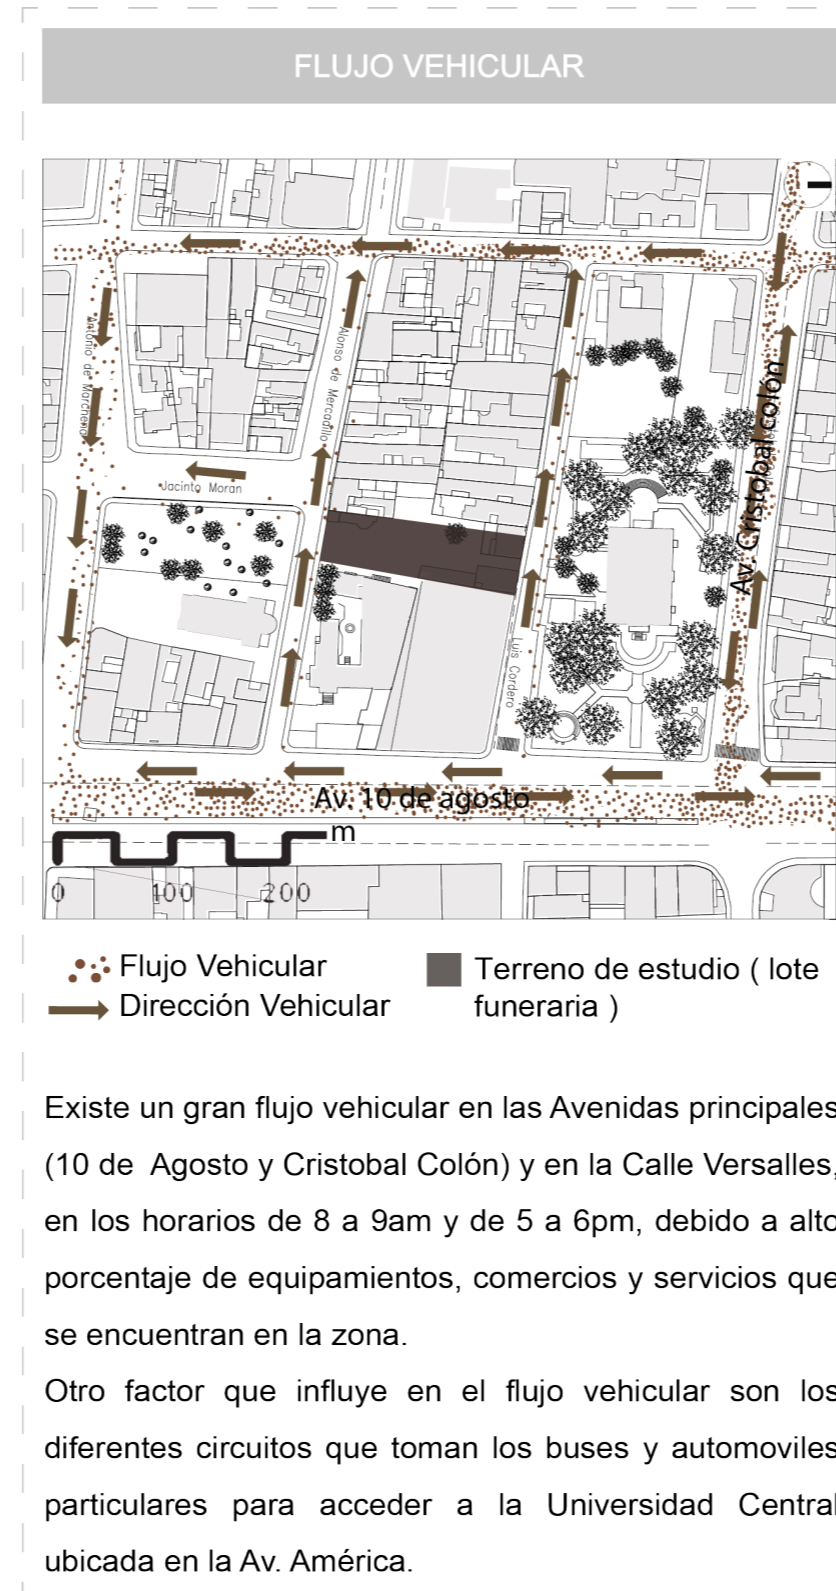 FLUJO VEHICULAR
Antonio de Marchena
Alonso de Mercadillo
Jacinto Moran
Av. Cristobal colón
Luis Cordero
Av. 10 de agosto
m
0 100 200
Flujo Vehicular
Dirección Vehicular
Terreno de estudio ( lote
funeraria )
Existe un gran flujo vehicular en las Avenidas principales
(10 de Agosto y Cristobal Colón) y en la Calle Versalles,
en los horarios de 8 a 9am y de 5 a 6pm, debido a alto
porcentaje de equipamientos, comercios y servicios que
se encuentran en la zona.
Otro factor que influye en el flujo vehicular son los
diferentes circuitos que toman los buses y automoviles
particulares para acceder a la Universidad Central
ubicada en la Av. América.